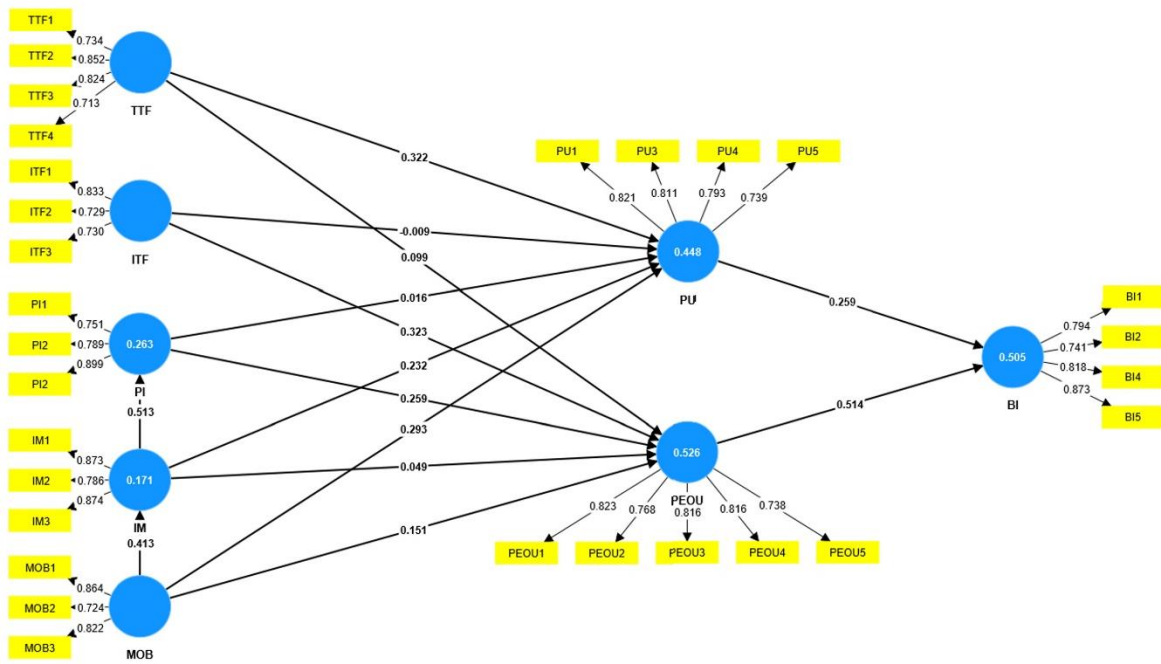 TTF1
TTF2
TTF3
TTF4
0.734
0.852
0.824
0.713
TTF
ITF1
ITF2
ITF3
0.833
0.729
0.730
ITF
PI1
PI2
PI2
0.751
0.789
0.899
0.263
PI
0.513
IM1
IM2
IM3
0.873
0.786
0.874
0.171
IM
0.413
MOB1
MOB2
MOB3
0.864
0.724
0.822
MOB
0.322
-0.009
0.099
0.016
0.323
0.232
0.259
0.293
0.049
0.151
PU1
PU3
PU4
PU5
0.821
0.811
0.793
0.739
0.448
PU
0.526
PEOU
0.823
0.768
0.816
0.816
0.738
PEOU1
PEOU2
PEOU3
PEOU4
PEOU5
0.259
0.514
0.505
BI
0.794
0.741
0.818
0.873
BI1
BI2
BI4
BI5